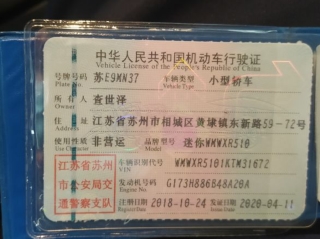 中华人民共和国机动车行驶证
Vehicle License of the People's Republic of China
号牌号码 苏E9MN37 车辆类型 小型轿车
Plate No. Vehicle Type
所有人 查世泽
Owner
住址 江苏省苏州市相城区黄埭镇东新路59-72号
Address
使用性质 非营运 品牌型号 迷你WMWXR510
Use Character Model
江苏省苏州 车辆识别代号 WMWXR5101KTM31672
VIN
市公安局交 发动机号码 G173H886B48A20A
Engine No.
通警察支队 注册日期 2018-10-24 发证日期 2020-04-11
Register Date Issue Date